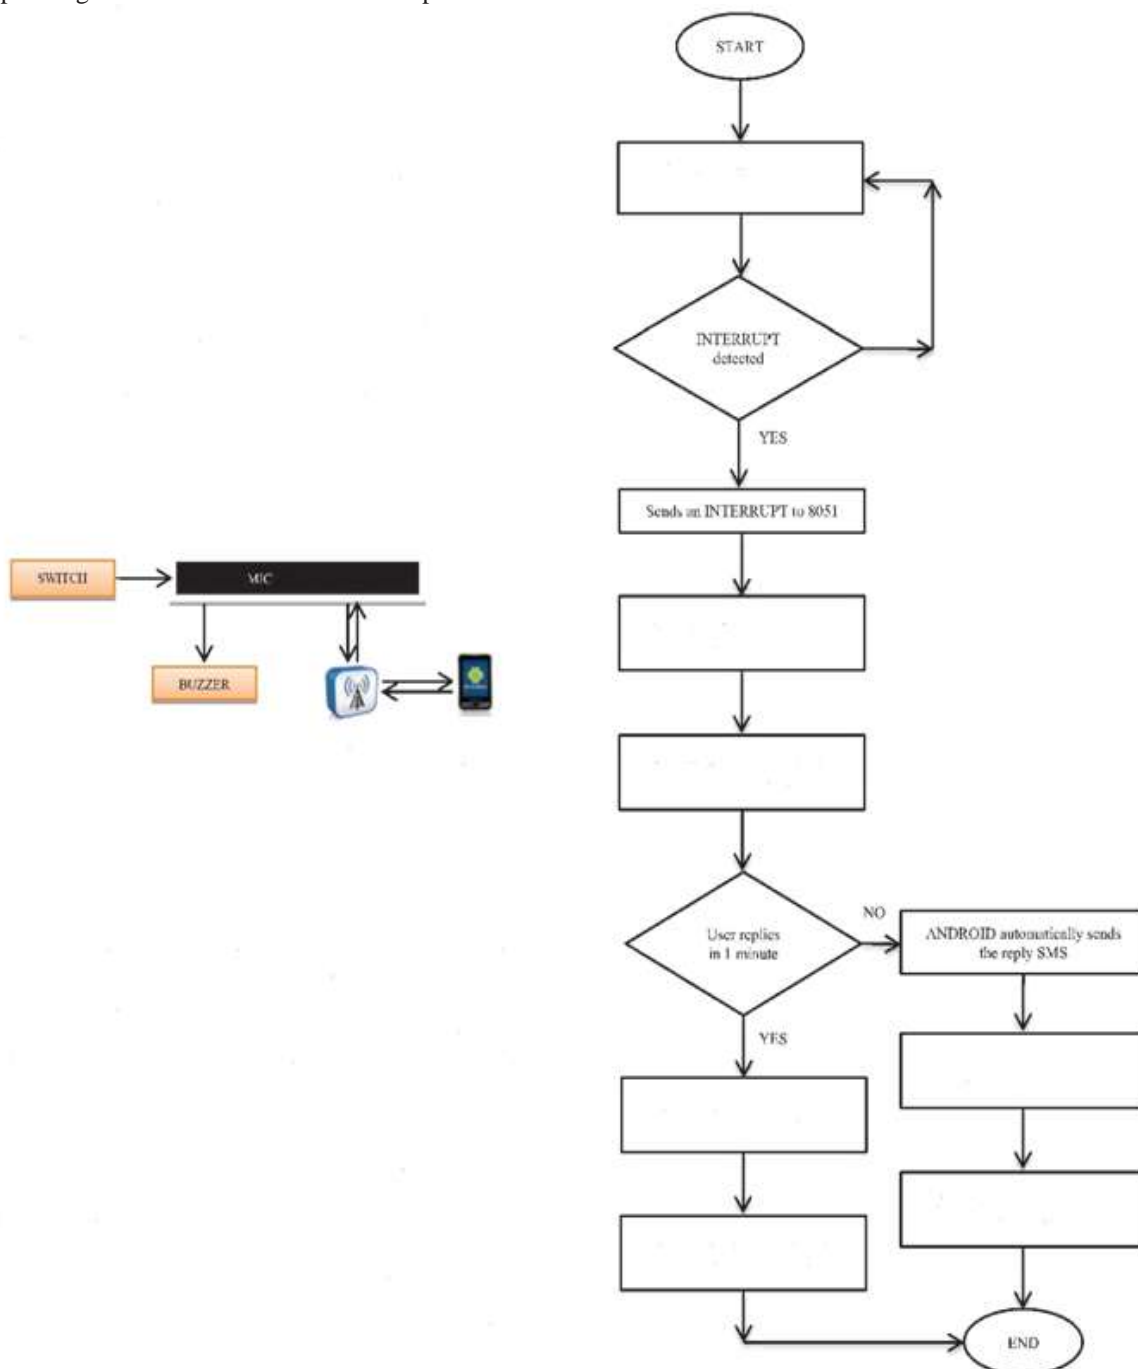 START
INTERRUPT
detected
YES
Sends an INTERRUPT to 8051
SWITCH
MIC
BUZZER
User replies
in 1 minute
NO
ANDROID automatically sends
the reply SMS
YES
END